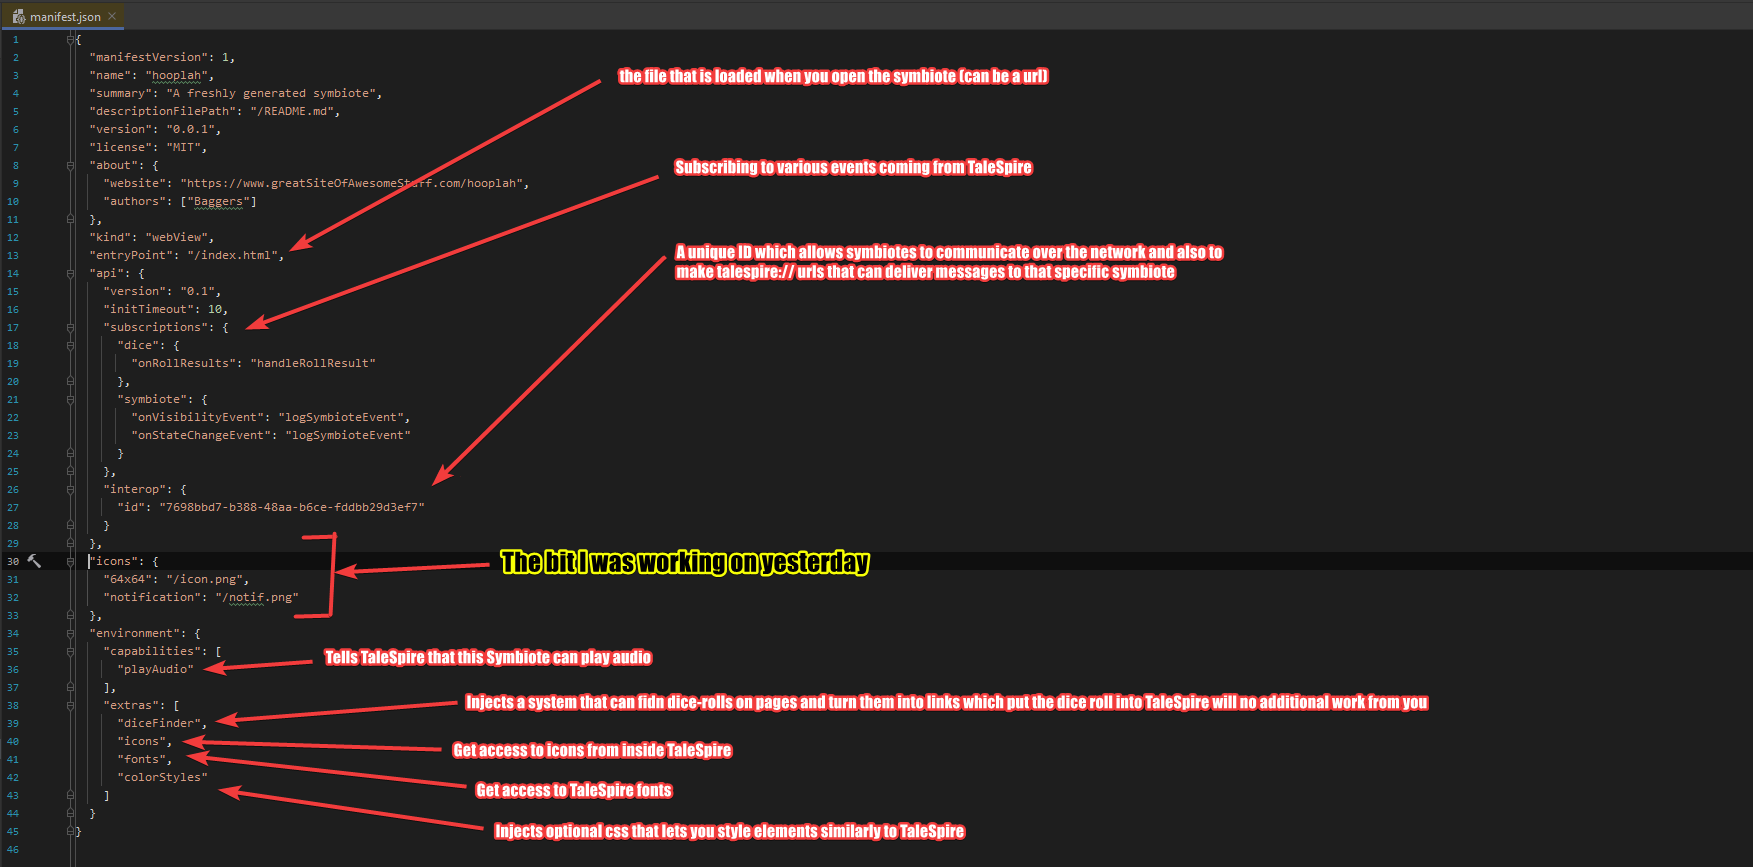 manifest.json
1 {
2 "manifestVersion": 1,
3 "name": "hooplah",
the file that is loaded when you open the symbiote (can be a url)
4 "summary": "A freshly generated symbiote",
5 "descriptionFilePath": "/README.md",
6 "version": "0.0.1",
7 "license": "MIT",
8 "about": {
Subscribing to various events coming from TaleSpire
9 "website": "https://www.greatSiteOfAwesomeStuff.com/hooplah",
10 "authors": ["Baggers"]
11 },
12 "kind": "webView",
13 "entryPoint": "/index.html",
A unique ID which allows symbiotes to communicate over the network and also to
make talespire:// urls that can deliver messages to that specific symbiote
14 "api": {
15 "version": "0.1",
16 "initTimeout": 10,
17 "subscriptions": {
18 "dice": {
19 "onRollResults": "handleRollResult"
20 },
21 "symbiote": {
22 "onVisibilityEvent": "logSymbioteEvent",
23 "onStateChangeEvent": "logSymbioteEvent"
24 }
25 },
26 "interop": {
27 "id": "7698bbd7-b388-48aa-b6ce-fddbb29d3ef7"
28 }
29 },
30 "icons": {
The bit I was working on yesterday
31 "64x64": "/icon.png",
32 "notification": "/notif.png"
33 },
34 "environment": {
35 "capabilities": [
Tells TaleSpire that this Symbiote can play audio
36 "playAudio"
37 ],
38 "extras": [
Injects a system that can fidn dice-rolls on pages and turn them into links which put the dice roll into TaleSpire will no additional work from you
39 "diceFinder",
40 "icons",
Get access to icons from inside TaleSpire
41 "fonts",
42 "colorStyles"
Get access to TaleSpire fonts
43 ]
44 }
45 }
Injects optional css that lets you style elements similarly to TaleSpire
46